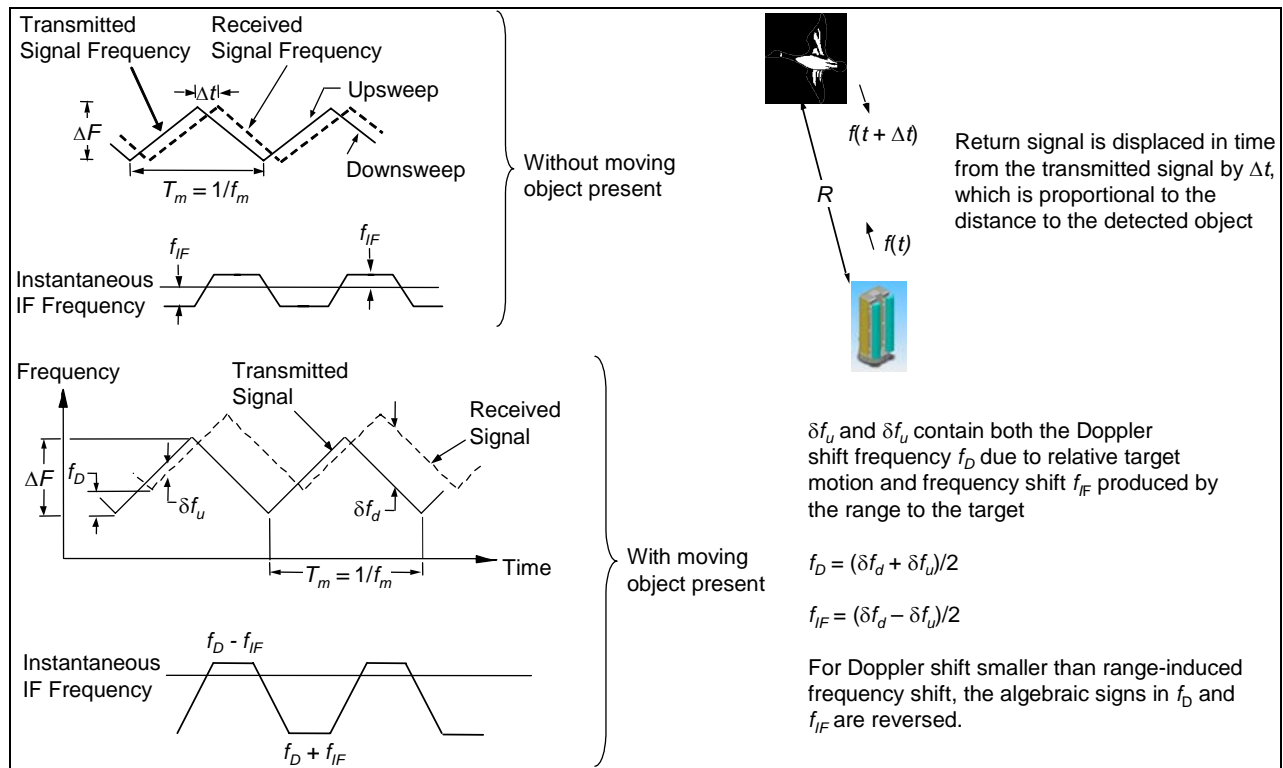 Transmitted
Signal Frequency
Received
Signal Frequency
Δt
Upsweep
ΔF
Downsweep
T_m = 1/f_m
Without moving
object present
f_IF
f_IF
Instantaneous
IF Frequency
f(t + Δt)
R
f(t)
Return signal is displaced in time
from the transmitted signal by Δt,
which is proportional to the
distance to the detected object
Frequency
Transmitted
Signal
Received
Signal
f_D
ΔF
δf_u
δf_d
Time
T_m = 1/f_m
With moving
object present
f_D - f_IF
Instantaneous
IF Frequency
f_D + f_IF
δf_u and δf_u contain both the Doppler
shift frequency f_D due to relative target
motion and frequency shift f_IF produced by
the range to the target
f_D = (δf_d + δf_u)/2
f_IF = (δf_d – δf_u)/2
For Doppler shift smaller than range-induced
frequency shift, the algebraic signs in f_D and
f_IF are reversed.